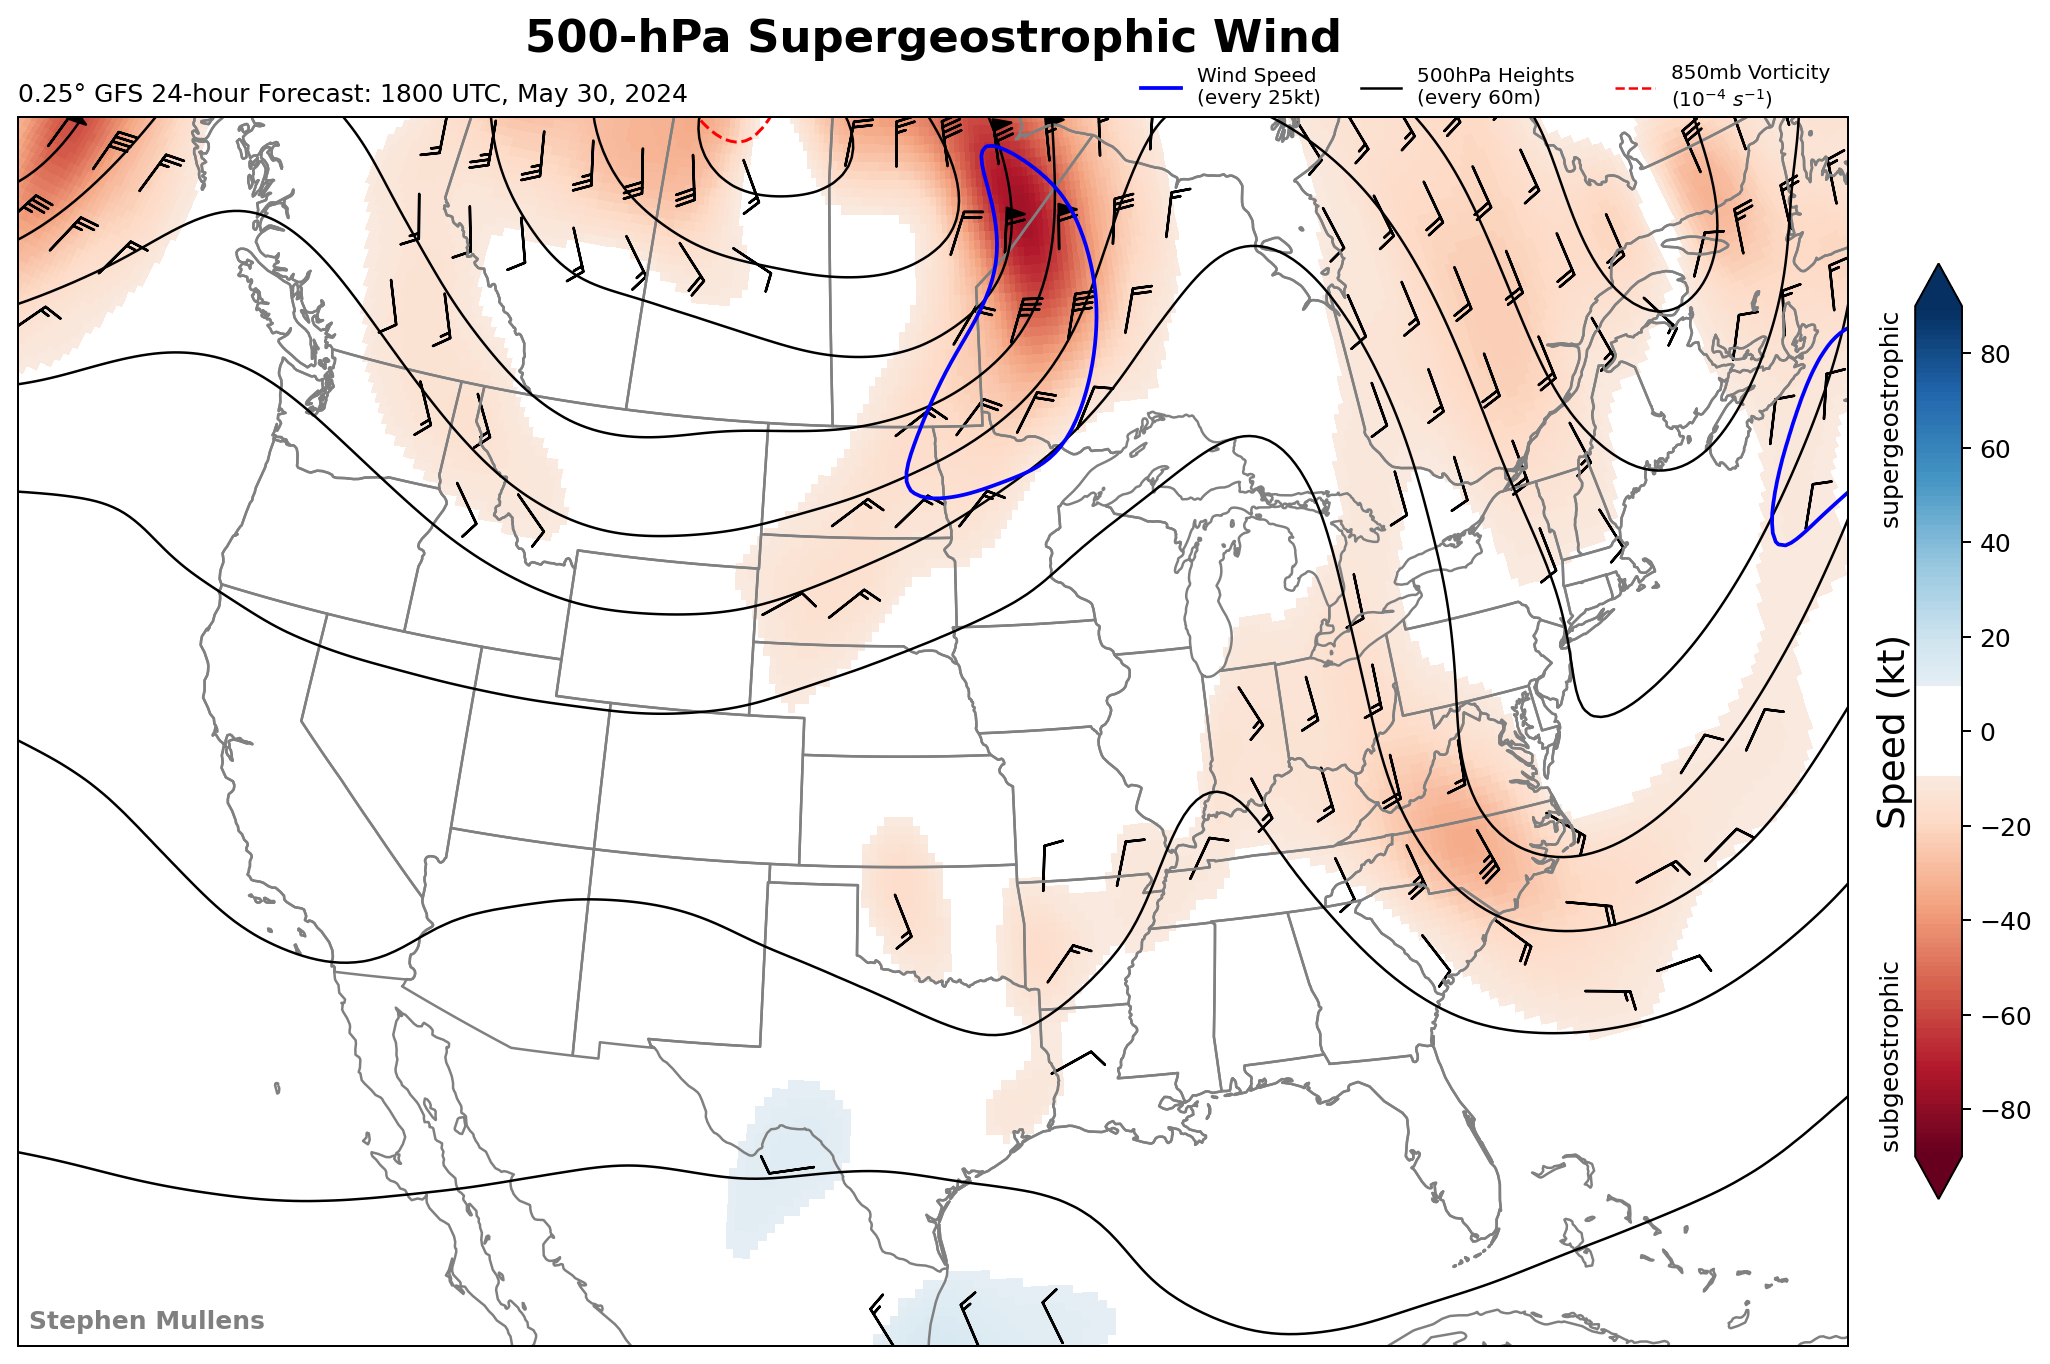 500-hPa Supergeostrophic Wind
0.25° GFS 24-hour Forecast: 1800 UTC, May 30, 2024
Wind Speed
(every 25kt)
500hPa Heights
(every 60m)
850mb Vorticity
(10⁻⁴ s⁻¹)
supergeostrophic
Speed (kt)
subgeostrophic
80
60
40
20
0
−20
−40
−60
−80
Stephen Mullens